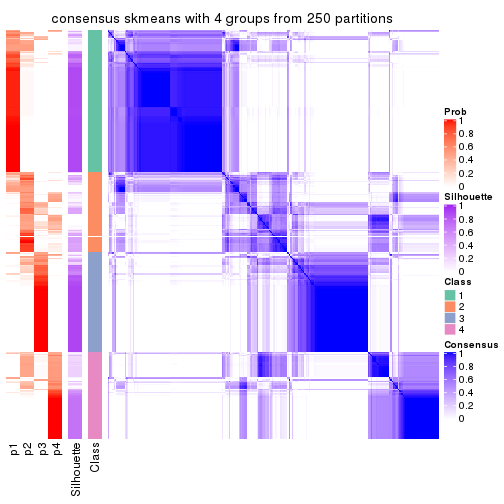 consensus skmeans with 4 groups from 250 partitions
Prob
1
0.8
0.6
0.4
0.2
0
Silhouette
1
0.8
0.6
0.4
0.2
0
Class
1
2
3
4
Consensus
1
0.8
0.6
0.4
0.2
0
p1
p2
p3
p4
Silhouette
Class